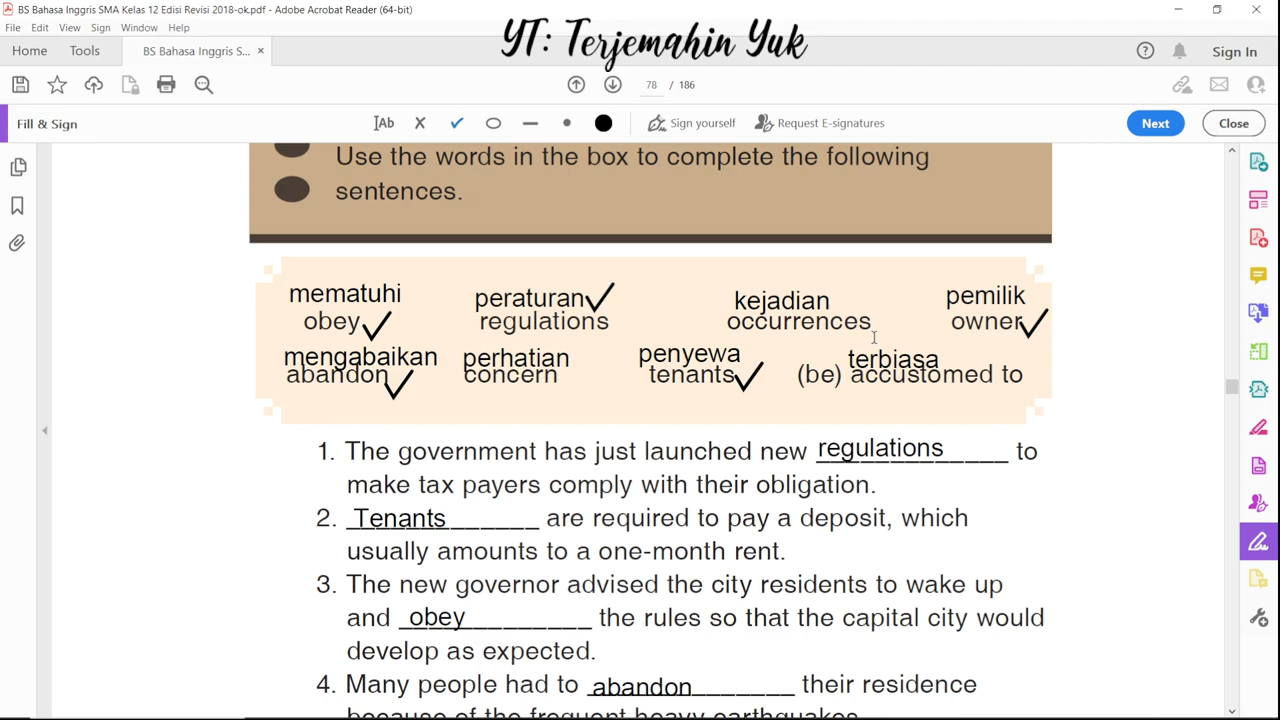 BS Bahasa Inggris SMA Kelas 12 Edisi Revisi 2018-ok.pdf - Adobe Acrobat Reader (64-bit)
File Edit View Sign Window Help
YT: Terjemahin Yuk
Home Tools BS Bahasa Inggris S... × Sign In
78 / 186
Fill & Sign Ab X Sign yourself Request E-signatures Next Close
Use the words in the box to complete the following
sentences.
mematuhi peraturan kejadian pemilik
obey regulations occurrences owner
mengabaikan perhatian penyewa terbiasa
abandon concern tenants (be) accustomed to
1. The government has just launched new regulations to
make tax payers comply with their obligation.
2. Tenants are required to pay a deposit, which
usually amounts to a one-month rent.
3. The new governor advised the city residents to wake up
and obey the rules so that the capital city would
develop as expected.
4. Many people had to abandon their residence
because of the frequent heavy earthquakes.